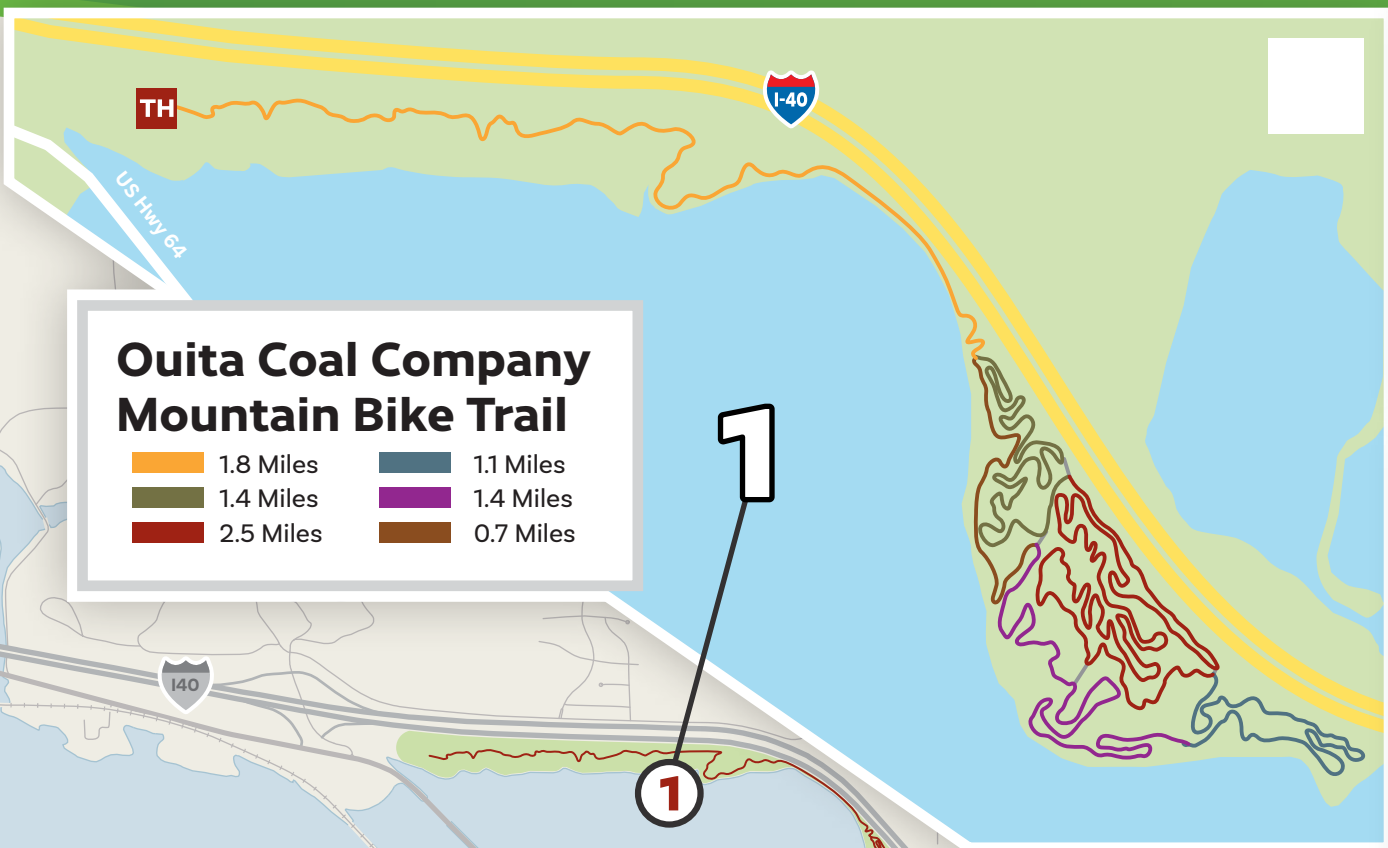 TH
I-40
US Hwy 64
Ouita Coal Company
Mountain Bike Trail
1.8 Miles
1.1 Miles
1.4 Miles
1.4 Miles
2.5 Miles
0.7 Miles
1
I40
1